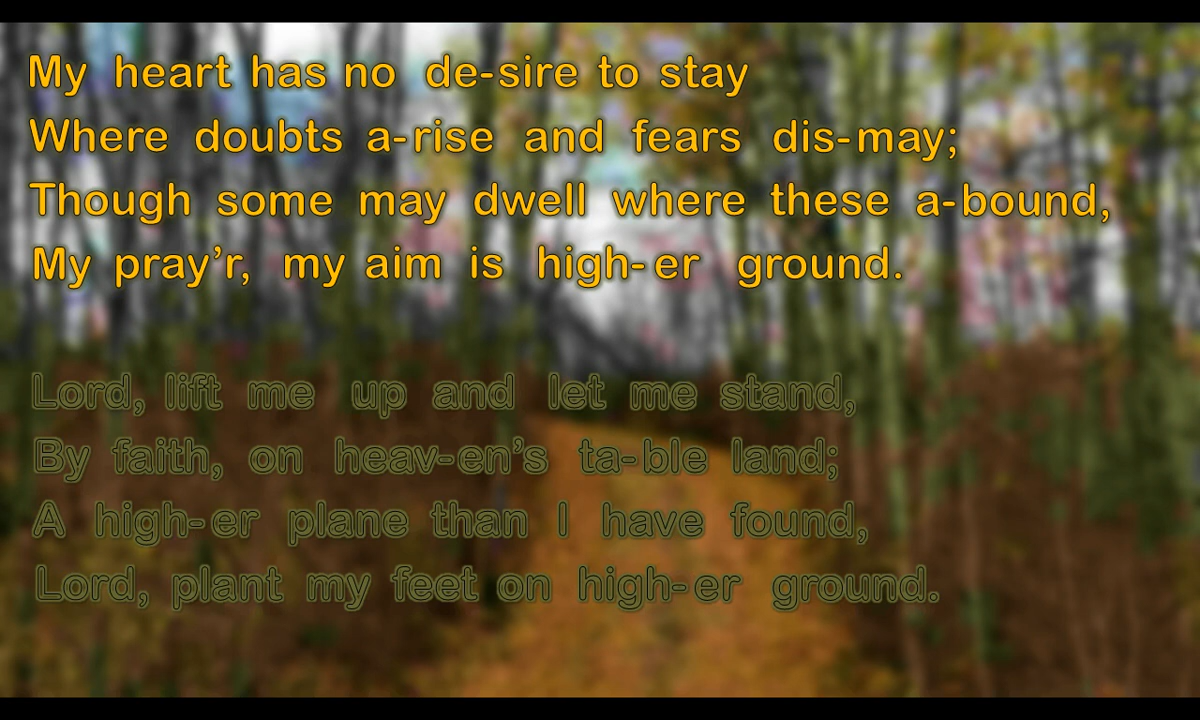 My heart has no de-sire to stay
Where doubts a-rise and fears dis-may;
Though some may dwell where these a-bound,
My pray’r, my aim is high-er ground.
Lord, lift me up and let me stand,
By faith, on heav-en’s ta-ble land;
A high-er plane than I have found,
Lord, plant my feet on high-er ground.